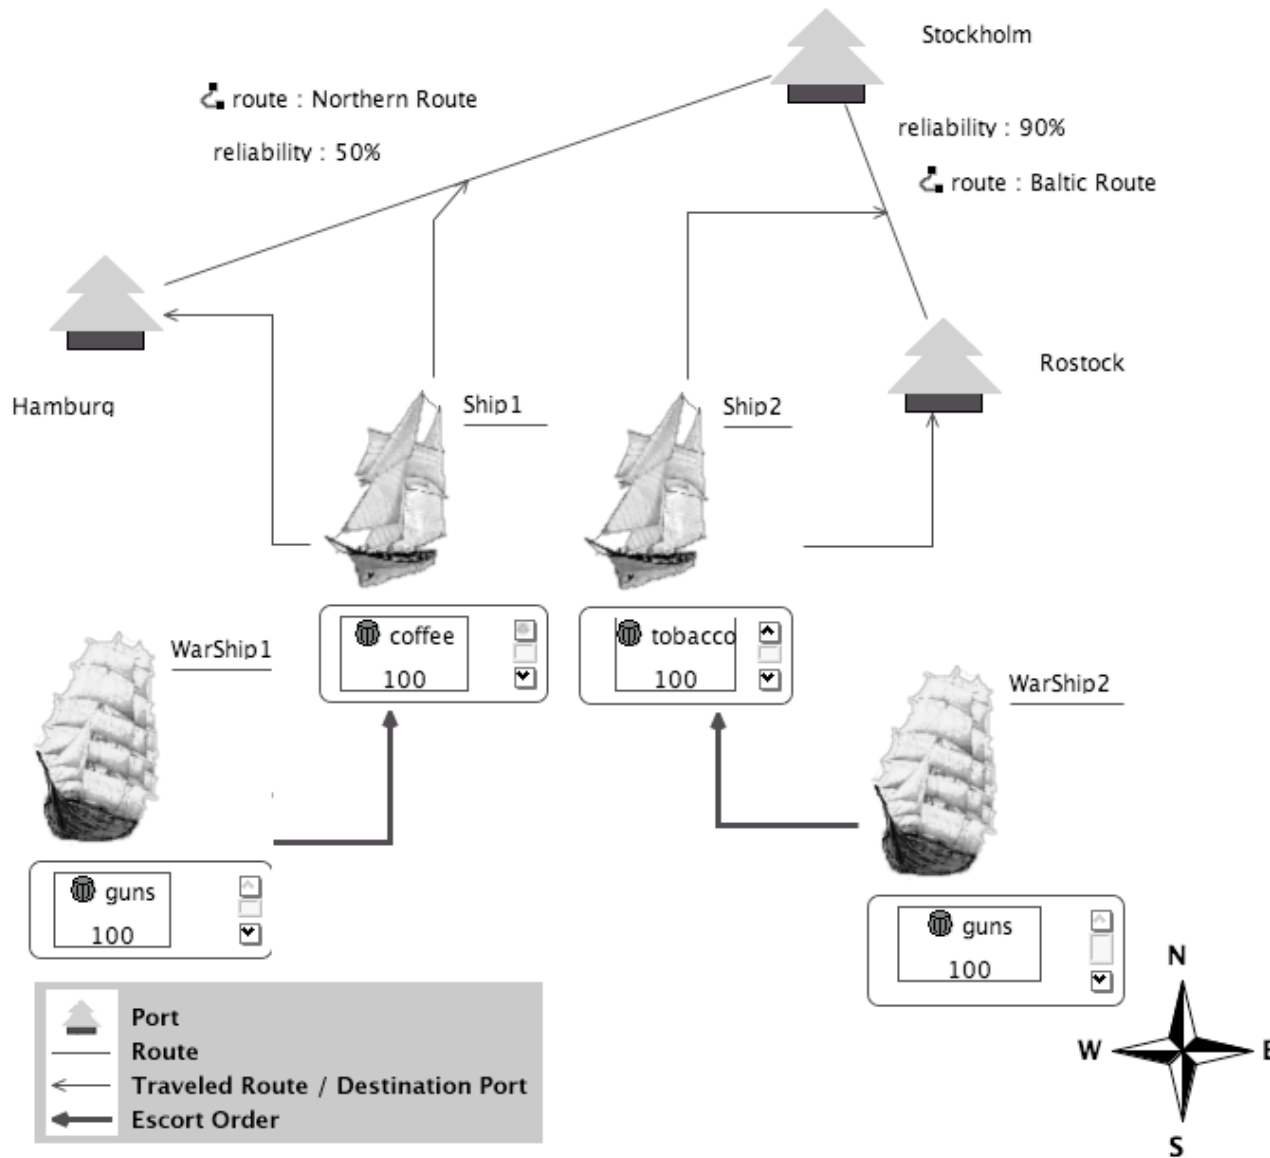 Stockholm
route : Northern Route
reliability : 50%
reliability : 90%
route : Baltic Route
Rostock
Hamburg
Ship1
Ship2
coffee
100
tobacco
100
WarShip1
WarShip2
guns
100
guns
100
N
W
E
S
Port
Route
Traveled Route / Destination Port
Escort Order